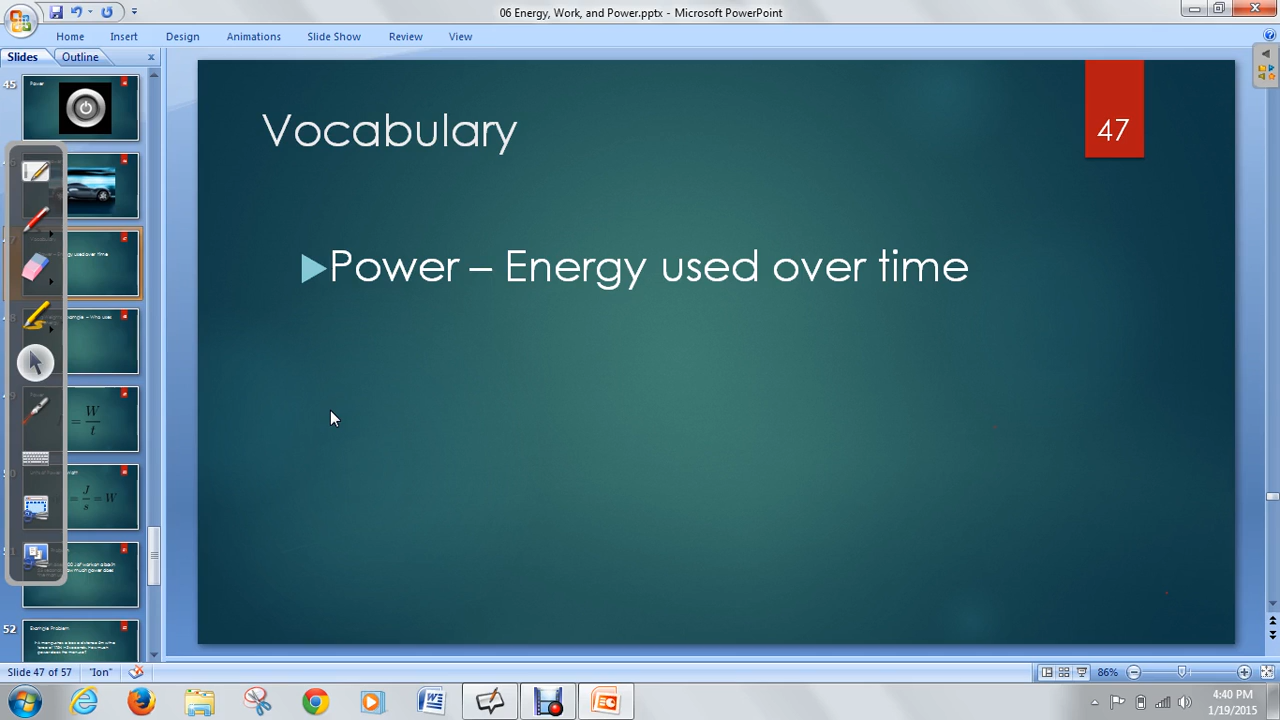 06 Energy, Work, and Power.pptx - Microsoft PowerPoint
Home Insert Design Animations Slide Show Review View
Slides Outline
45
Power
52
Example Problem
Vocabulary
47
Power – Energy used over time
Slide 47 of 57 "Ion" 86%
4:40 PM
1/19/2015